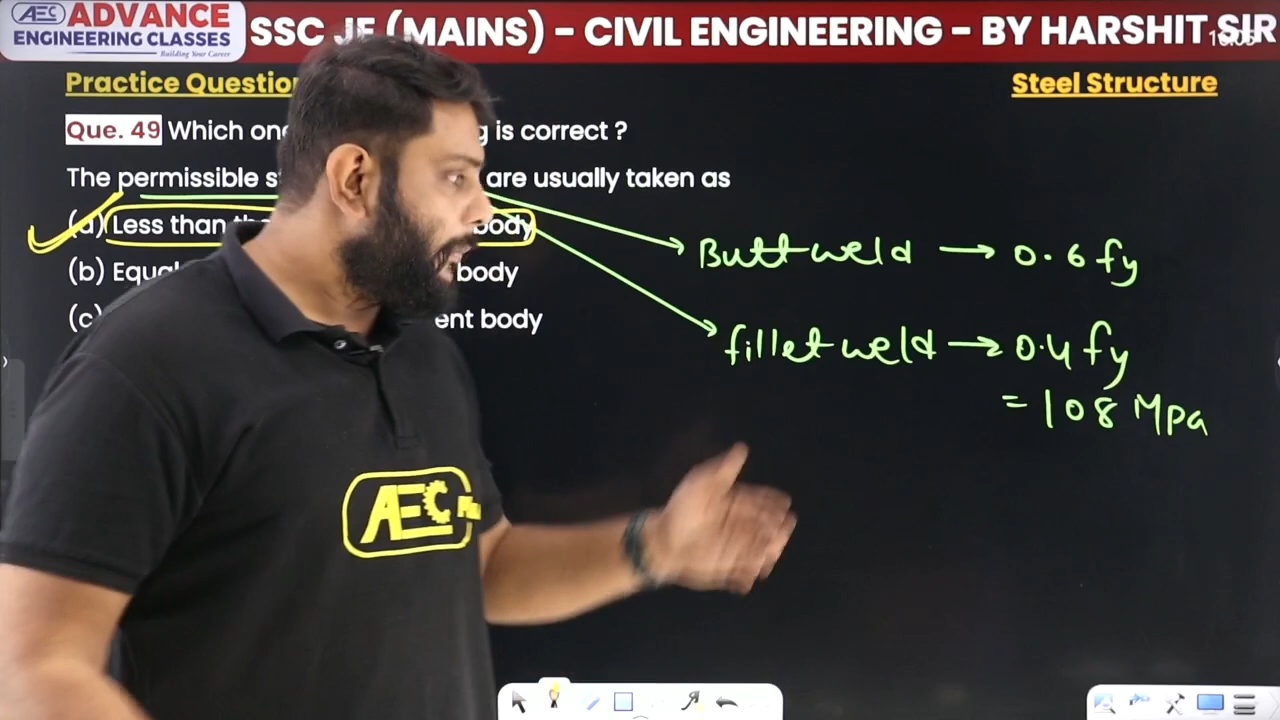 AEC ADVANCE
ENGINEERING CLASSES
Building Your Career
SSC JE (MAINS) - CIVIL ENGINEERING - BY HARSHIT SIR
Practice Question
Steel Structure
Que. 49 Which one is correct ?
The permissible are usually taken as
(a) Less than body
(b) Equal body
(c) body
Butt weld → 0.6 fy
fillet weld → 0.4 fy
= 108 Mpa
AEC